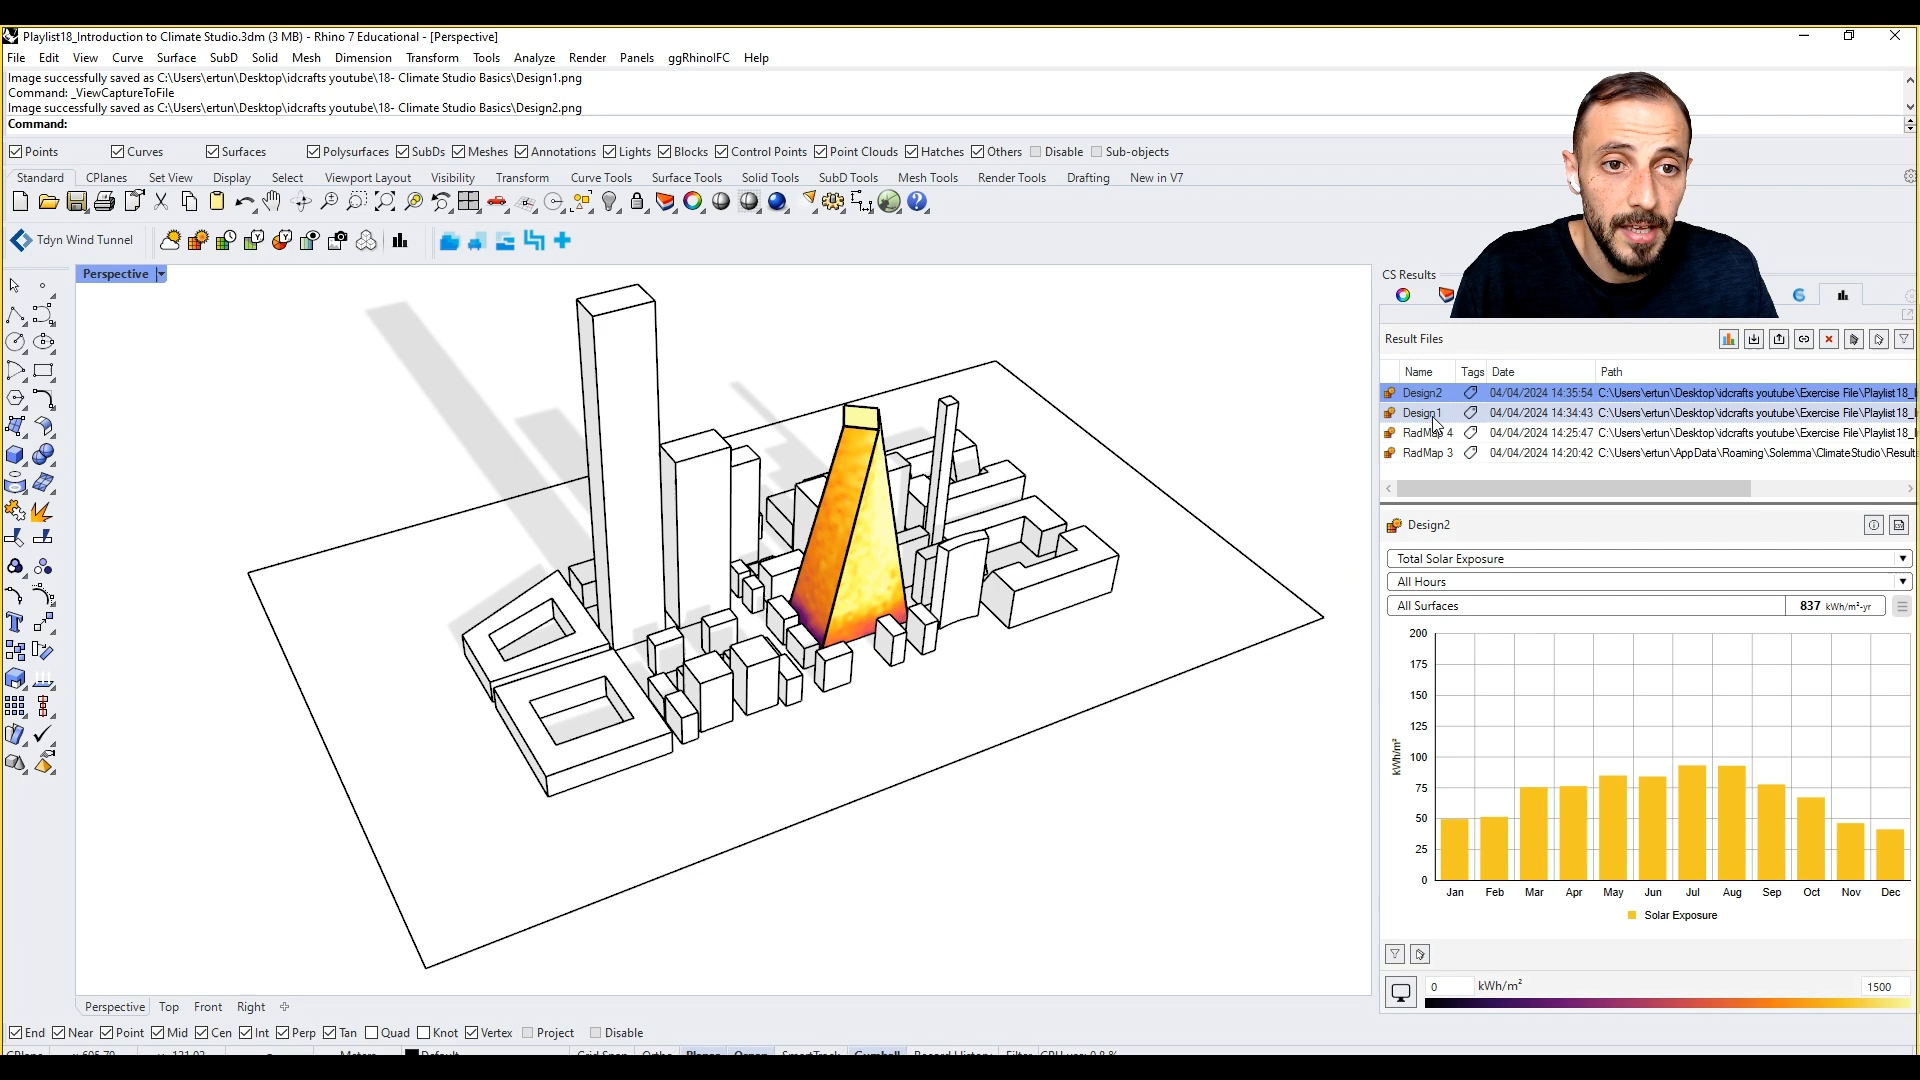 Playlist18_Introduction to Climate Studio.3dm (3 MB) - Rhino 7 Educational - [Perspective]
File Edit View Curve Surface SubD Solid Mesh Dimension Transform Tools Analyze Render Panels ggRhinoIFC Help
Image successfully saved as C:\Users\ertun\Desktop\idcrafts youtube\18- Climate Studio Basics\Design1.png
Command: _ViewCaptureToFile
Image successfully saved as C:\Users\ertun\Desktop\idcrafts youtube\18- Climate Studio Basics\Design2.png
Command:
Points Curves Surfaces Polysurfaces SubDs Meshes Annotations Lights Blocks Control Points Point Clouds Hatches Others Disable Sub-objects
Standard CPlanes Set View Display Select Viewport Layout Visibility Transform Curve Tools Surface Tools Solid Tools SubD Tools Mesh Tools Render Tools Drafting New in V7
Tdyn Wind Tunnel
Perspective
CS Results
Result Files
Name Tags Date Path
Design2 04/04/2024 14:35:54 C:\Users\ertun\Desktop\idcrafts youtube\Exercise File\Playlist18_I
Design1 04/04/2024 14:34:43 C:\Users\ertun\Desktop\idcrafts youtube\Exercise File\Playlist18_I
RadMap 4 04/04/2024 14:25:47 C:\Users\ertun\Desktop\idcrafts youtube\Exercise File\Playlist18_I
RadMap 3 04/04/2024 14:20:42 C:\Users\ertun\AppData\Roaming\Solemma\ClimateStudio\Result
Design2
Total Solar Exposure
All Hours
All Surfaces 837 kWh/m²-yr
200
175
150
125
100
75
50
25
0
kWh/m²
Jan Feb Mar Apr May Jun Jul Aug Sep Oct Nov Dec
Solar Exposure
0 kWh/m² 1500
Perspective Top Front Right
End Near Point Mid Cen Int Perp Tan Quad Knot Vertex Project Disable